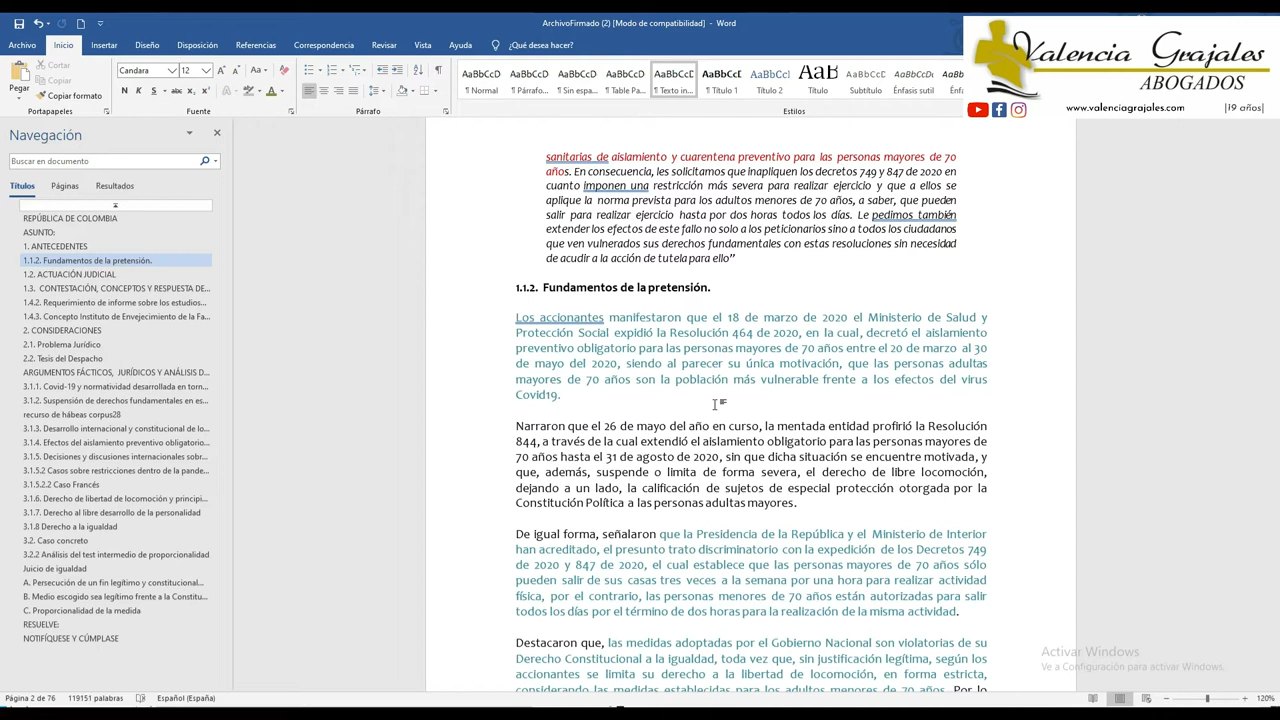 ArchivoFirmado (2) [Modo de compatibilidad] - Word
Archivo Inicio Insertar Diseño Disposición Referencias Correspondencia Revisar Vista Ayuda ¿Qué desea hacer?
Valencia Grajales
ABOGADOS
www.valenciagrajales.com |19 años|
Pegar
Cortar
Copiar
Copiar formato
Portapapeles
Candara 12
N K S abc x₂ x²
Fuente
Párrafo
AaBbCcD AaBbCcD AaBbCcD AaBbCcD AaBbCcD AaBbCcD AaBbCcD AaB AaBbCcD AaBbCcD AaBbCcD
¶ Normal ¶ Párrafo... ¶ Sin espa... ¶ Table Pa... ¶ Texto in... ¶ Título 1 ¶ Título 2 Título Subtítulo Énfasis sutil Énfasis
Estilos
Navegación
Buscar en documento
Títulos Páginas Resultados
REPÚBLICA DE COLOMBIA
ASUNTO:
1. ANTECEDENTES
1.1.2. Fundamentos de la pretensión.
1.2. ACTUACIÓN JUDICIAL
1.3. CONTESTACIÓN, CONCEPTOS Y RESPUESTA DE...
1.4.2. Requerimiento de informe sobre los estudios...
1.4.3. Concepto Instituto de Envejecimiento de la Fa...
2. CONSIDERACIONES
2.1. Problema Jurídico
2.2. Tesis del Despacho
ARGUMENTOS FÁCTICOS, JURÍDICOS Y ANÁLISIS D...
3.1.1. Covid-19 y normatividad desarrollada en torn...
3.1.2. Suspensión de derechos fundamentales en es...
recurso de hábeas corpus28
3.1.3. Desarrollo internacional y constitucional de lo...
3.1.4. Efectos del aislamiento preventivo obligatorio...
3.1.5. Decisiones y discusiones internacionales sobr...
3.1.5.2 Casos sobre restricciones dentro de la pande...
3.1.5.2.2 Caso Francés
3.1.6. Derecho de libertad de locomoción y principi...
3.1.7. Derecho al libre desarrollo de la personalidad
3.1.8 Derecho a la igualdad
3.2. Caso concreto
3.2.2 Análisis del test intermedio de proporcionalidad
Juicio de igualdad
A. Persecución de un fin legítimo y constitucional...
B. Medio escogido sea legítimo frente a la Constitu...
C. Proporcionalidad de la medida
RESUELVE:
NOTIFÍQUESE Y CÚMPLASE
sanitarias de aislamiento y cuarentena preventivo para las personas mayores de 70
años. En consecuencia, les solicitamos que inapliquen los decretos 749 y 847 de 2020 en
cuanto imponen una restricción más severa para realizar ejercicio y que a ellos se
aplique la norma prevista para los adultos menores de 70 años, a saber, que pueden
salir para realizar ejercicio hasta por dos horas todos los días. Le pedimos también
extender los efectos de este fallo no solo a los peticionarios sino a todos los ciudadanos
que ven vulnerados sus derechos fundamentales con estas resoluciones sin necesidad
de acudir a la acción de tutela para ello”
1.1.2. Fundamentos de la pretensión.
Los accionantes manifestaron que el 18 de marzo de 2020 el Ministerio de Salud y
Protección Social expidió la Resolución 464 de 2020, en la cual, decretó el aislamiento
preventivo obligatorio para las personas mayores de 70 años entre el 20 de marzo al 30
de mayo del 2020, siendo al parecer su única motivación, que las personas adultas
mayores de 70 años son la población más vulnerable frente a los efectos del virus
Covid19.
Narraron que el 26 de mayo del año en curso, la mentada entidad profirió la Resolución
844, a través de la cual extendió el aislamiento obligatorio para las personas mayores de
70 años hasta el 31 de agosto de 2020, sin que dicha situación se encuentre motivada, y
que, además, suspende o limita de forma severa, el derecho de libre locomoción,
dejando a un lado, la calificación de sujetos de especial protección otorgada por la
Constitución Política a las personas adultas mayores.
De igual forma, señalaron que la Presidencia de la República y el Ministerio de Interior
han acreditado, el presunto trato discriminatorio con la expedición de los Decretos 749
de 2020 y 847 de 2020, el cual establece que las personas mayores de 70 años sólo
pueden salir de sus casas tres veces a la semana por una hora para realizar actividad
física, por el contrario, las personas menores de 70 años están autorizadas para salir
todos los días por el término de dos horas para la realización de la misma actividad.
Destacaron que, las medidas adoptadas por el Gobierno Nacional son violatorias de su
Derecho Constitucional a la igualdad, toda vez que, sin justificación legítima, según los
accionantes se limita su derecho a la libertad de locomoción, en forma estricta,
considerando las medidas establecidas para los adultos menores de 70 años. Por lo
Activar Windows
Ve a Configuración para activar Windows.
Página 2 de 76 119151 palabras Español (España) 120%